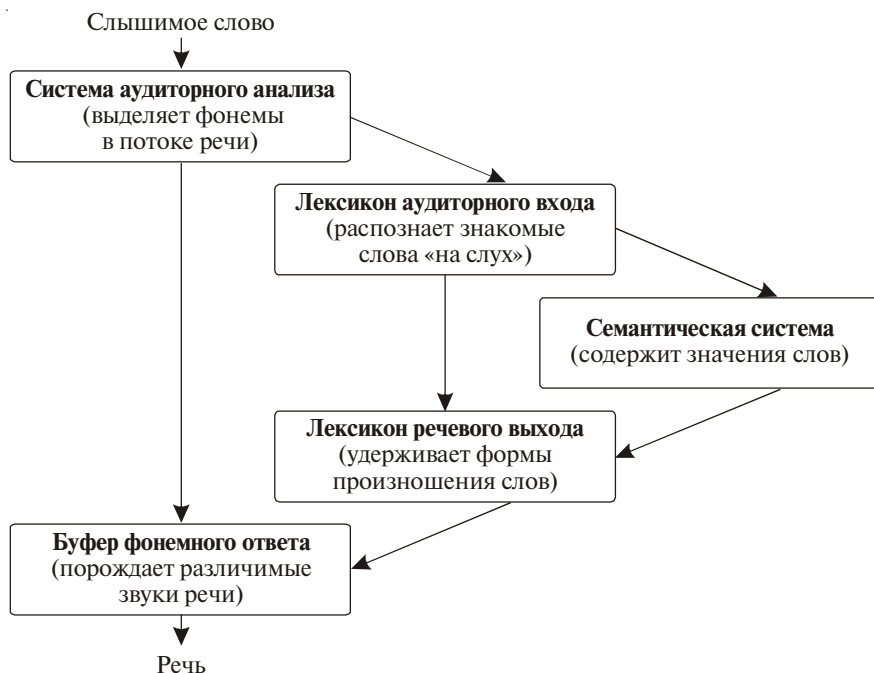 Слышимое слово
Система аудиторного анализа
(выделяет фонемы
в потоке речи)
Лексикон аудиторного входа
(распознает знакомые
слова «на слух»)
Семантическая система
(содержит значения слов)
Лексикон речевого выхода
(удерживает формы
произношения слов)
Буфер фонемного ответа
(порождает различимые
звуки речи)
Речь